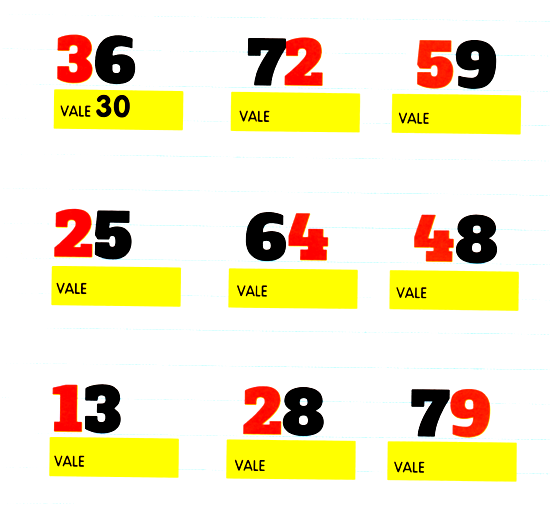 36 72 59
VALE 30 VALE VALE
25 64 48
VALE VALE VALE
13 28 79
VALE VALE VALE